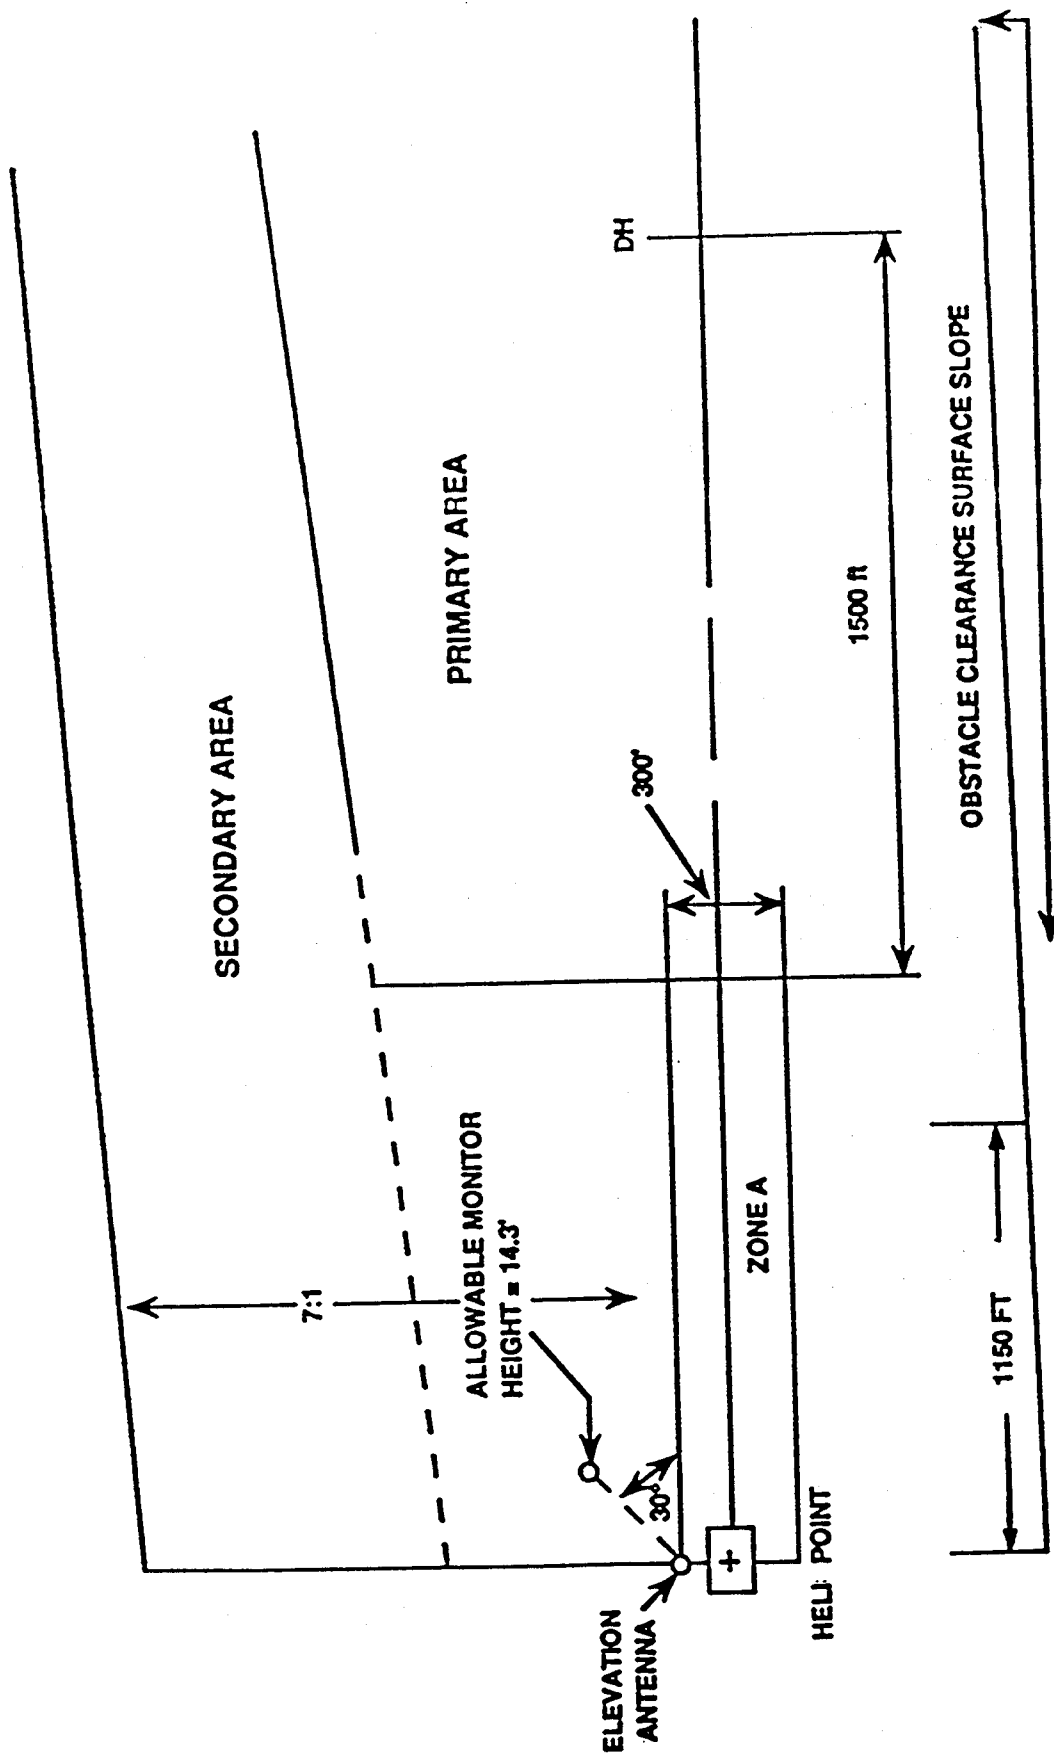 SECONDARY AREA
PRIMARY AREA
DH
7:1
ALLOWABLE MONITOR
HEIGHT = 14.3'
300'
1500 ft
30°
ZONE A
ELEVATION
ANTENNA
+
HELI POINT
1150 FT
OBSTACLE CLEARANCE SURFACE SLOPE